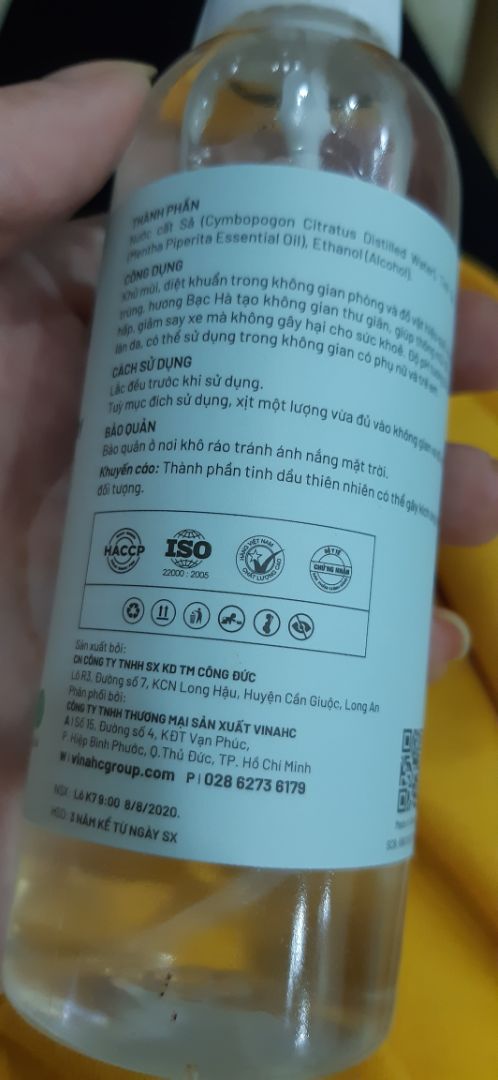 THÀNH PHẦN
Nước cất Sả (Cymbopogon Citratus Distilled Water),
(Mentha Piperita Essential Oil), Ethanol (Alcohol).
CÔNG DỤNG
Khử mùi, diệt khuẩn trong không gian phòng và đồ vật
trùng, hương Bạc Hà tạo không gian thư giãn, giúp thông
hấp, giảm say xe mà không gây hại cho sức khoẻ. Độ pH
làn da, có thể sử dụng trong không gian có phụ nữ và trẻ em
CÁCH SỬ DỤNG
Lắc đều trước khi sử dụng.
Tuỳ mục đích sử dụng, xịt một lượng vừa đủ vào không gian
BẢO QUẢN
Bảo quản ở nơi khô ráo tránh ánh nắng mặt trời.
Khuyến cáo: Thành phần tinh dầu thiên nhiên có thể gây kích
đối tượng.
HACCP
ISO
22000 : 2005
HÀNG VIỆT NAM
CHẤT LƯỢNG CAO
BỘ Y TẾ
CHỨNG NHẬN
Sản xuất bởi:
CN CÔNG TY TNHH SX KD TM CÔNG ĐỨC
Lô R3, Đường số 7, KCN Long Hậu, Huyện Cần Giuộc, Long An
Phân phối bởi:
CÔNG TY TNHH THƯƠNG MẠI SẢN XUẤT VINAHC
A | Số 15, Đường số 4, KĐT Vạn Phúc,
P. Hiệp Bình Phước, Q.Thủ Đức, TP. Hồ Chí Minh
W | vinahcgroup.com P | 028 6273 6179
NSX : Lô K7 9:00 8/8/2020.
HSD: 3 NĂM KỂ TỪ NGÀY SX